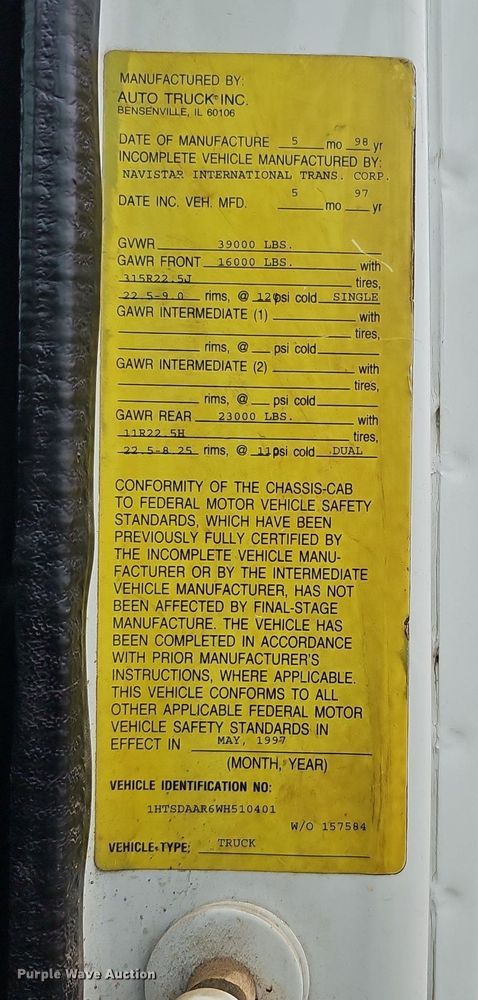 MANUFACTURED BY:
AUTO TRUCK® INC.
BENSENVILLE, IL 60106
DATE OF MANUFACTURE 5 mo 98 yr
INCOMPLETE VEHICLE MANUFACTURED BY:
NAVISTAR INTERNATIONAL TRANS. CORP.
DATE INC. VEH. MFD. 5 mo 97 yr
GVWR 39000 LBS.
GAWR FRONT 16000 LBS. with
315R22.5J tires,
22.5-9.0 rims, @ 120 psi cold SINGLE
GAWR INTERMEDIATE (1) with
tires,
rims, @ psi cold
GAWR INTERMEDIATE (2) with
tires,
rims, @ psi cold
GAWR REAR 23000 LBS. with
11R22.5H tires,
22.5-8.25 rims, @ 110 psi cold DUAL
CONFORMITY OF THE CHASSIS-CAB
TO FEDERAL MOTOR VEHICLE SAFETY
STANDARDS, WHICH HAVE BEEN
PREVIOUSLY FULLY CERTIFIED BY
THE INCOMPLETE VEHICLE MANU-
FACTURER OR BY THE INTERMEDIATE
VEHICLE MANUFACTURER, HAS NOT
BEEN AFFECTED BY FINAL-STAGE
MANUFACTURE. THE VEHICLE HAS
BEEN COMPLETED IN ACCORDANCE
WITH PRIOR MANUFACTURER'S
INSTRUCTIONS, WHERE APPLICABLE.
THIS VEHICLE CONFORMS TO ALL
OTHER APPLICABLE FEDERAL MOTOR
VEHICLE SAFETY STANDARDS IN
EFFECT IN MAY, 1997
(MONTH, YEAR)
VEHICLE IDENTIFICATION NO:
1HTSDAAR6WH510401
W/O 157584
VEHICLE TYPE: TRUCK
Purple Wave Auction